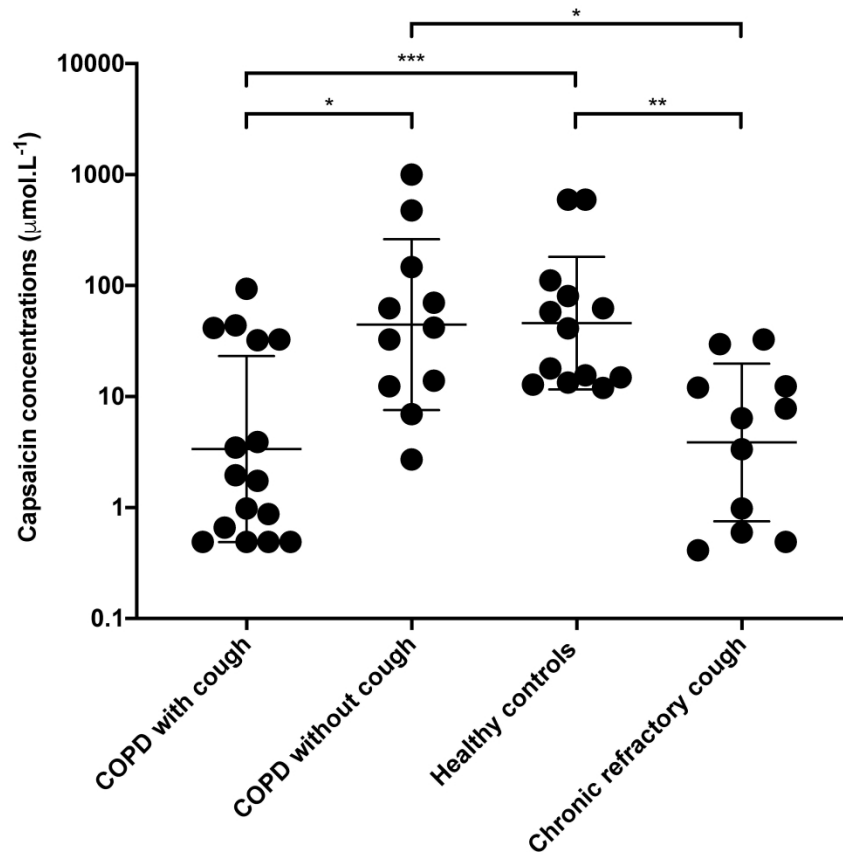 *
***
*
**
Capsaicin concentrations (μmol.L⁻¹)
10000
1000
100
10
1
0.1
COPD with cough
COPD without cough
Healthy controls
Chronic refractory cough